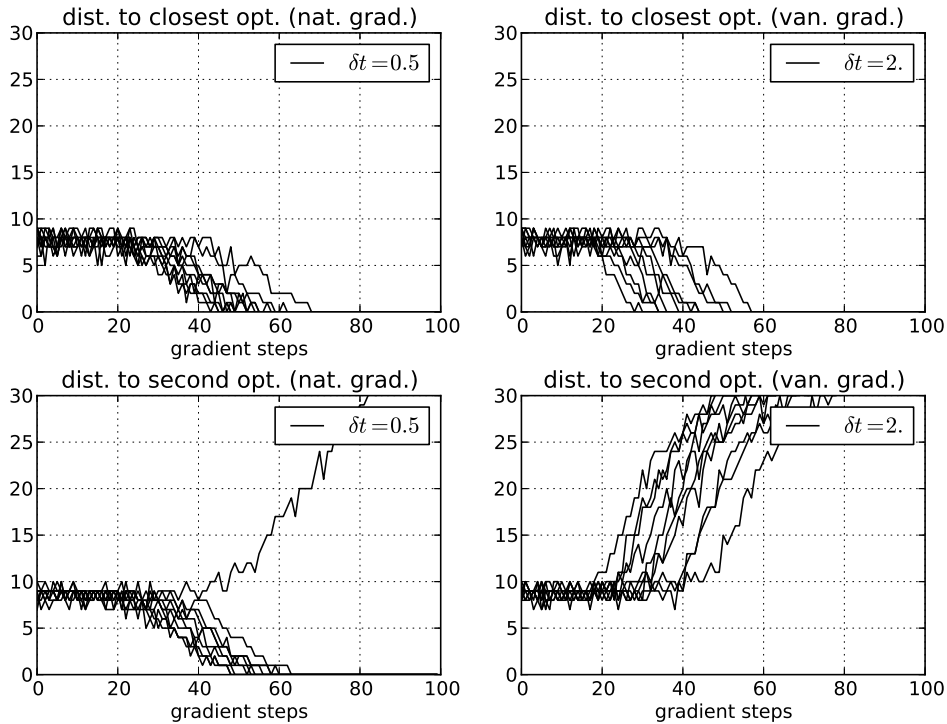 dist. to closest opt. (nat. grad.)
30
25
20
15
10
5
0
δt = 0.5
0 20 40 60 80 100
gradient steps
dist. to closest opt. (van. grad.)
30
25
20
15
10
5
0
δt = 2.
0 20 40 60 80 100
gradient steps
dist. to second opt. (nat. grad.)
30
25
20
15
10
5
0
δt = 0.5
0 20 40 60 80 100
gradient steps
dist. to second opt. (van. grad.)
30
25
20
15
10
5
0
δt = 2.
0 20 40 60 80 100
gradient steps